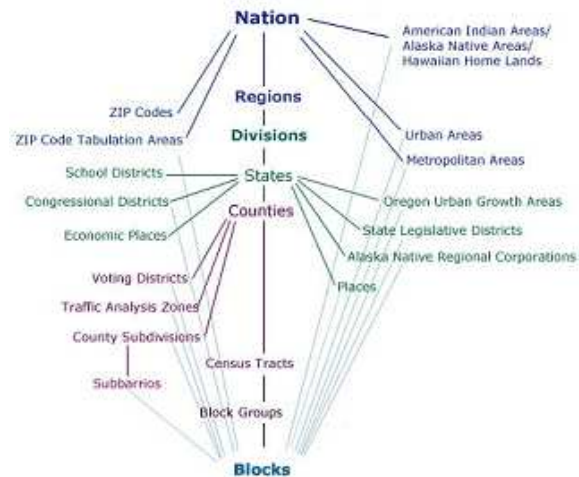 Nation
American Indian Areas/
Alaska Native Areas/
Hawaiian Home Lands
Regions
ZIP Codes
Divisions
Urban Areas
ZIP Code Tabulation Areas
Metropolitan Areas
School Districts
States
Congressional Districts
Oregon Urban Growth Areas
Counties
State Legislative Districts
Economic Places
Alaska Native Regional Corporations
Voting Districts
Places
Traffic Analysis Zones
County Subdivisions
Census Tracts
Subbarrios
Block Groups
Blocks